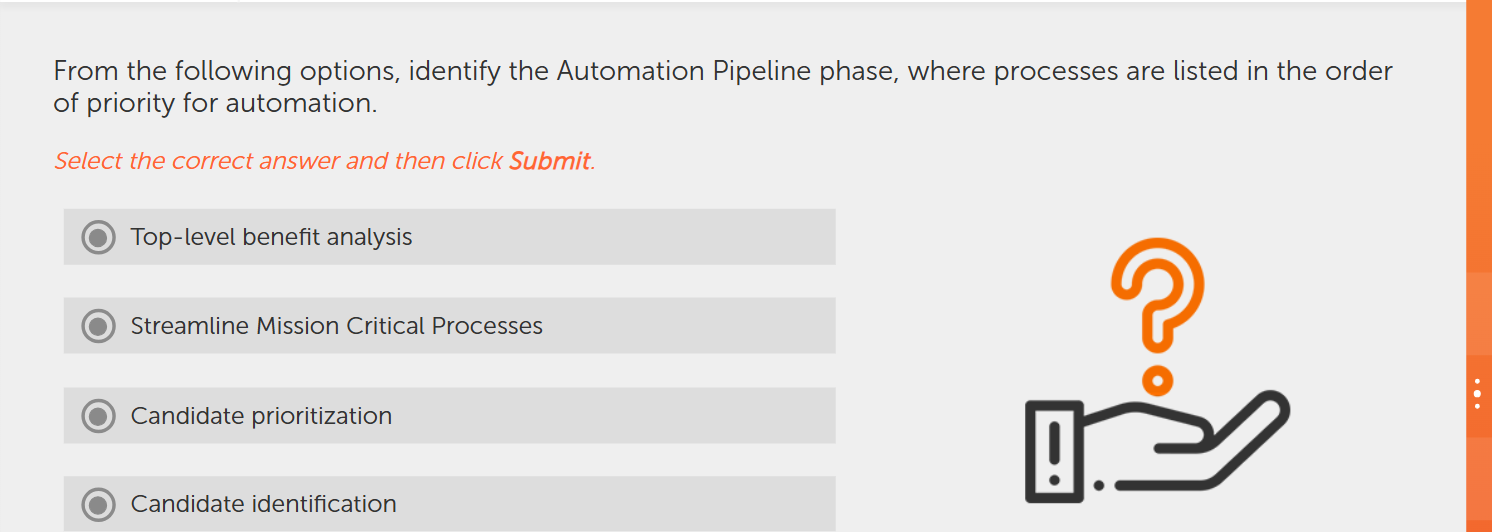 From the following options, identify the Automation Pipeline phase, where processes are listed in the order
of priority for automation.
Select the correct answer and then click Submit.
Top-level benefit analysis
Streamline Mission Critical Processes
Candidate prioritization
Candidate identification